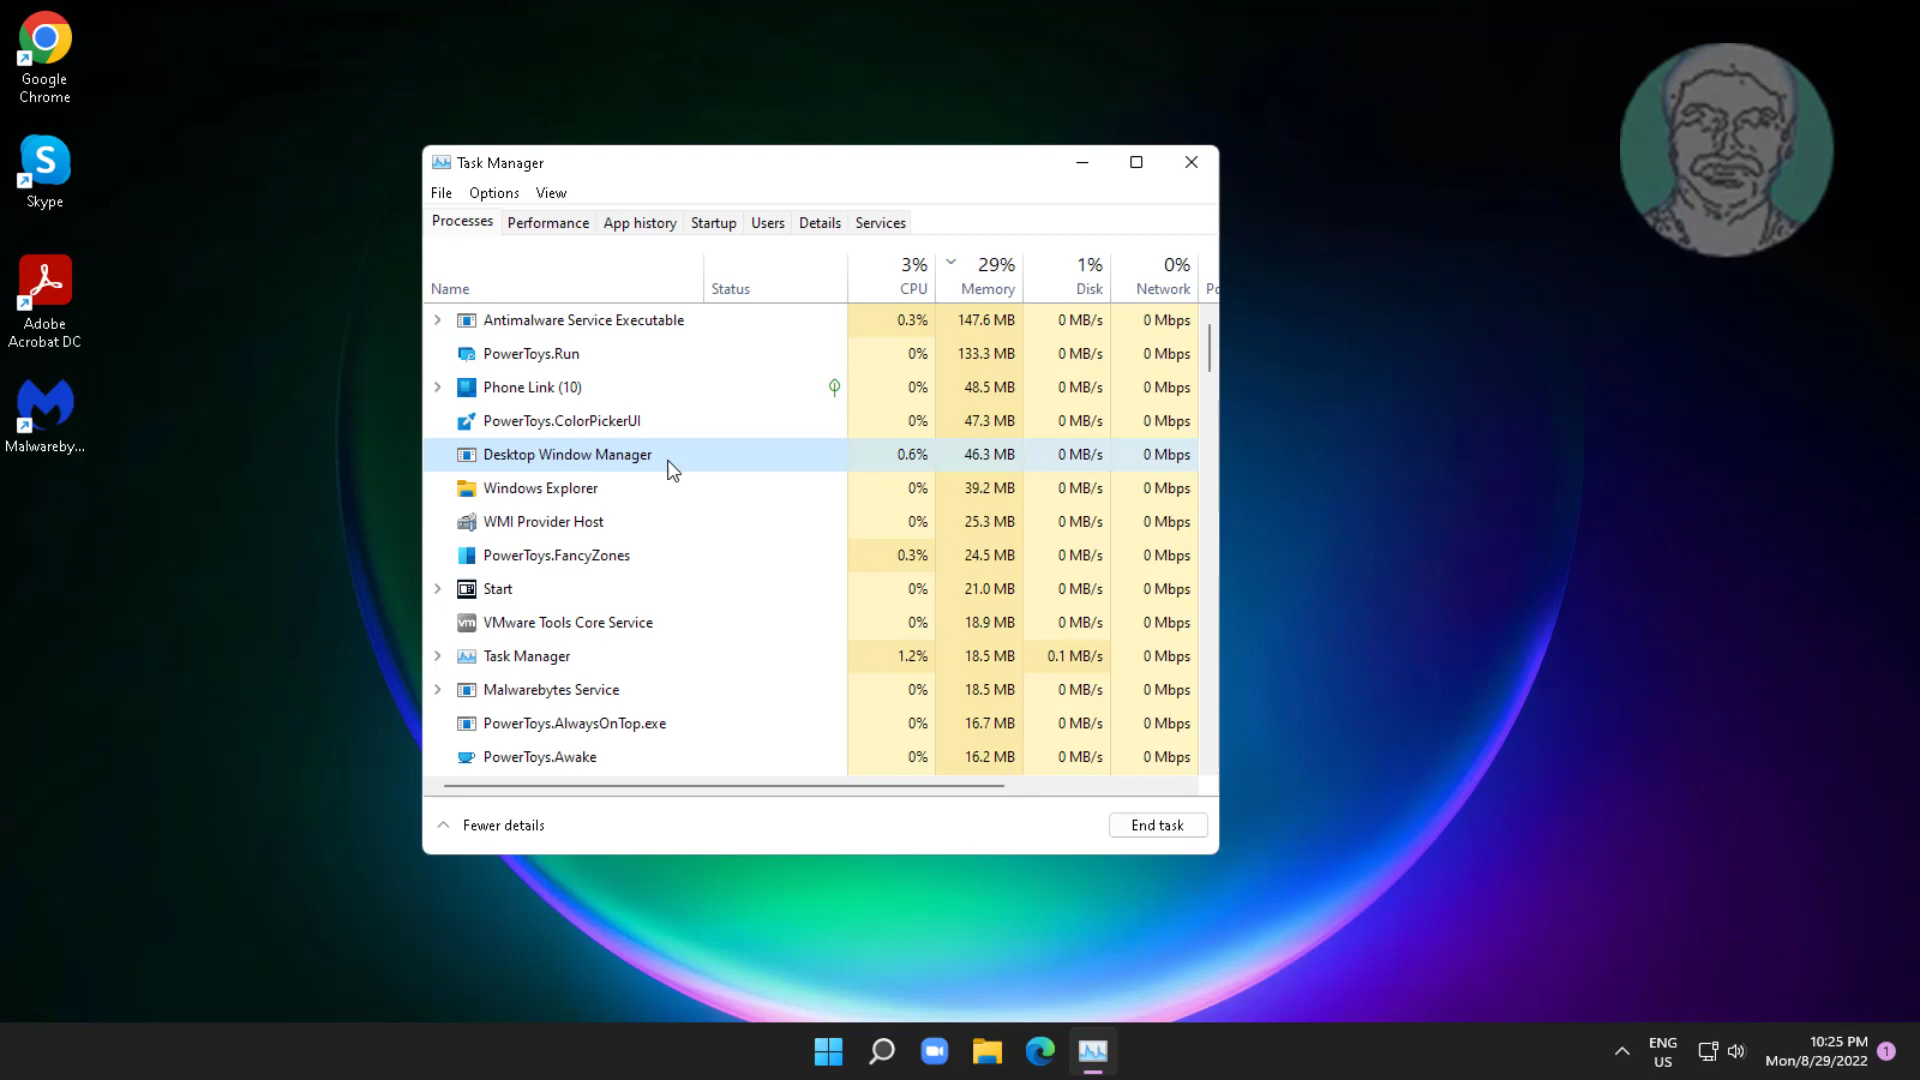 Google
Chrome
Skype
Adobe
Acrobat DC
Malwareby...
Task Manager
File Options View
Processes Performance App history Startup Users Details Services
3% 29% 1% 0%
Name Status CPU Memory Disk Network Po
Antimalware Service Executable 0.3% 147.6 MB 0 MB/s 0 Mbps
PowerToys.Run 0% 133.3 MB 0 MB/s 0 Mbps
Phone Link (10) 0% 48.5 MB 0 MB/s 0 Mbps
PowerToys.ColorPickerUI 0% 47.3 MB 0 MB/s 0 Mbps
Desktop Window Manager 0.6% 46.3 MB 0 MB/s 0 Mbps
Windows Explorer 0% 39.2 MB 0 MB/s 0 Mbps
WMI Provider Host 0% 25.3 MB 0 MB/s 0 Mbps
PowerToys.FancyZones 0.3% 24.5 MB 0 MB/s 0 Mbps
Start 0% 21.0 MB 0 MB/s 0 Mbps
vm VMware Tools Core Service 0% 18.9 MB 0 MB/s 0 Mbps
Task Manager 1.2% 18.5 MB 0.1 MB/s 0 Mbps
Malwarebytes Service 0% 18.5 MB 0 MB/s 0 Mbps
PowerToys.AlwaysOnTop.exe 0% 16.7 MB 0 MB/s 0 Mbps
PowerToys.Awake 0% 16.2 MB 0 MB/s 0 Mbps
Fewer details End task
ENG
US
10:25 PM
Mon/8/29/2022
1